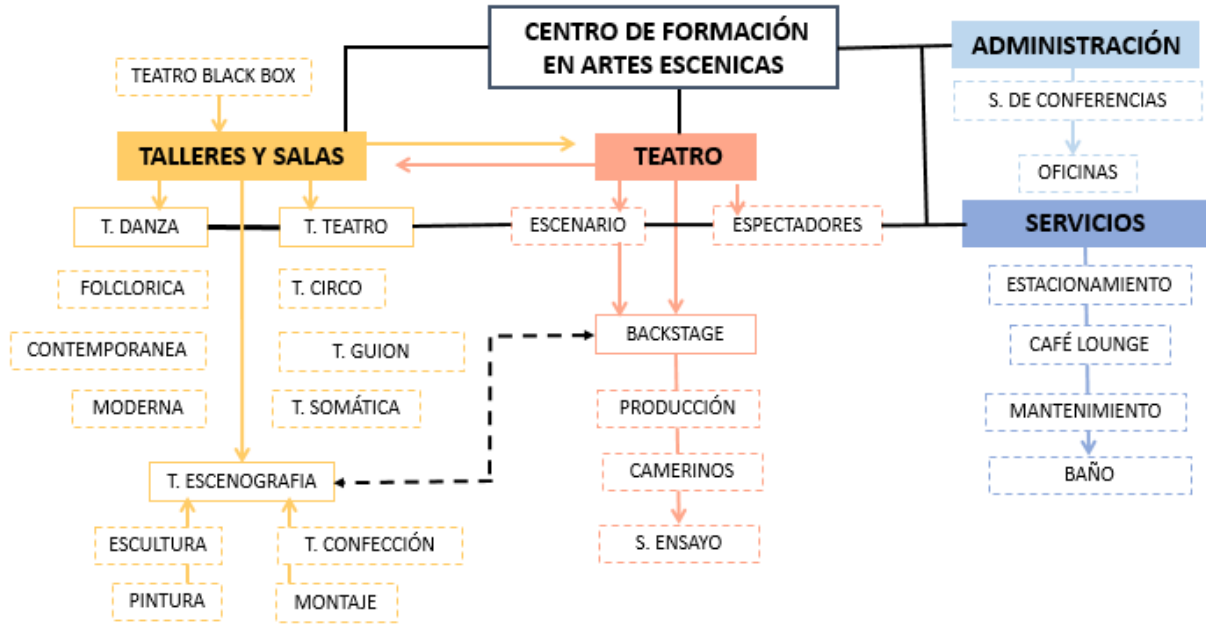 CENTRO DE FORMACIÓN
EN ARTES ESCENICAS
ADMINISTRACIÓN
TEATRO BLACK BOX
S. DE CONFERENCIAS
TALLERES Y SALAS
TEATRO
OFICINAS
T. DANZA
T. TEATRO
ESCENARIO
ESPECTADORES
SERVICIOS
FOLCLORICA
T. CIRCO
ESTACIONAMIENTO
BACKSTAGE
CONTEMPORANEA
T. GUION
CAFÉ LOUNGE
MODERNA
T. SOMÁTICA
PRODUCCIÓN
MANTENIMIENTO
T. ESCENOGRAFIA
CAMERINOS
BAÑO
ESCULTURA
T. CONFECCIÓN
S. ENSAYO
PINTURA
MONTAJE